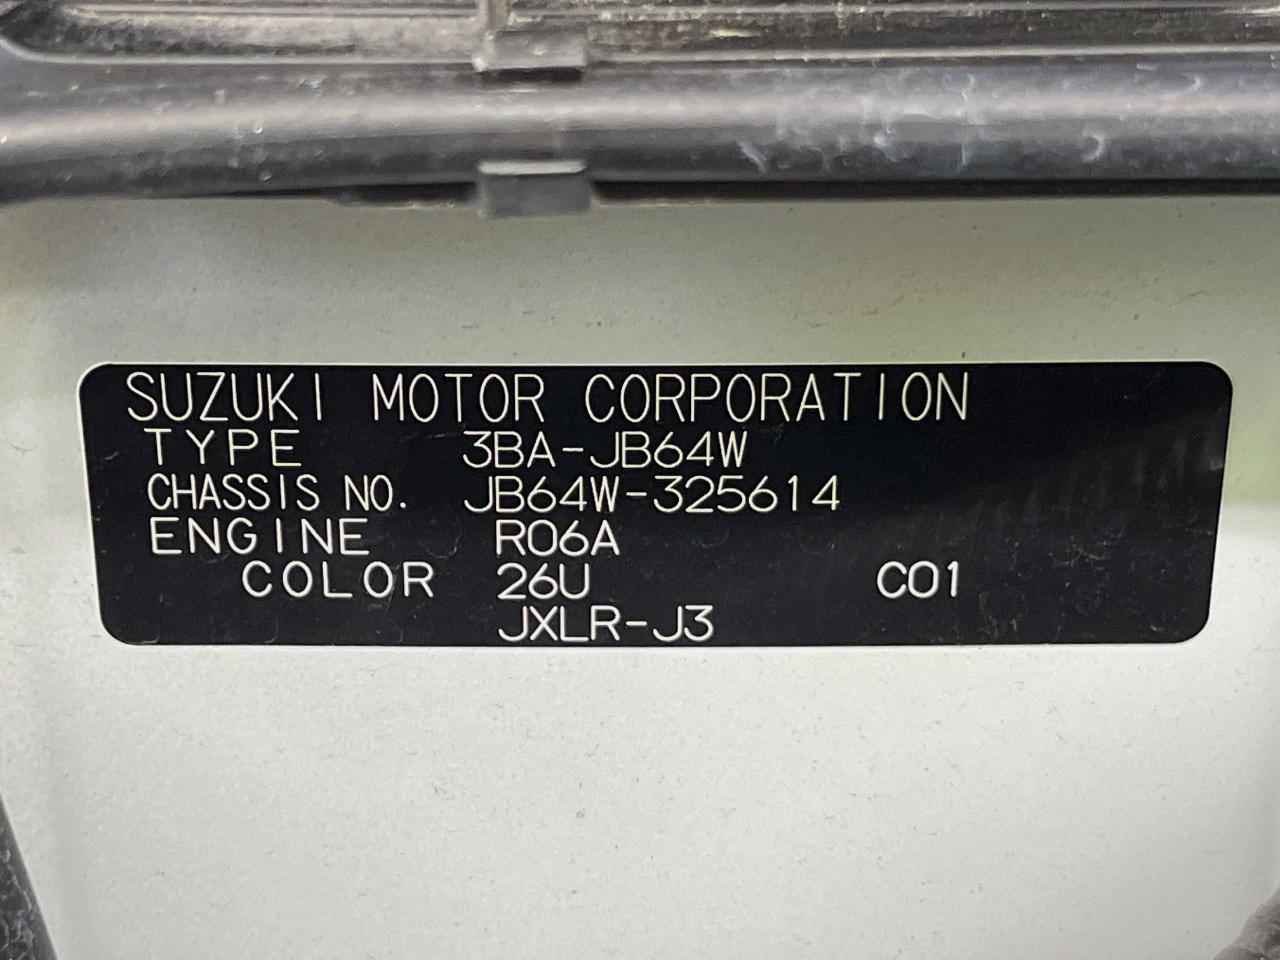 SUZUKI MOTOR CORPORATION
TYPE 3BA-JB64W
CHASSIS NO. JB64W-325614
ENGINE R06A
COLOR 26U C01
JXLR-J3